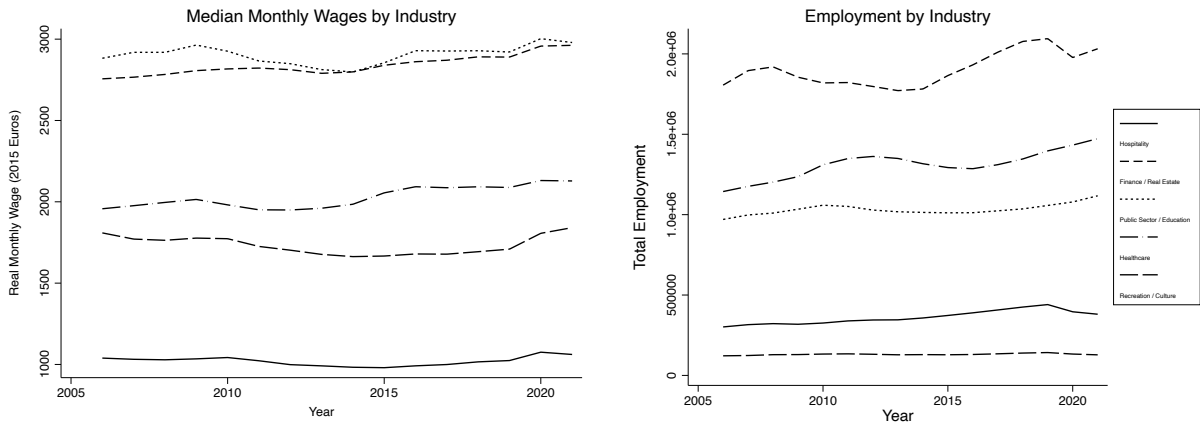 Median Monthly Wages by Industry
Real Monthly Wage (2015 Euros)
3000
2500
2000
1500
1000
2005
2010
2015
2020
Year
Employment by Industry
Total Employment
2.0e+06
1.5e+06
1.0e+06
500000
0
2005
2010
2015
2020
Year
Hospitality
Finance / Real Estate
Public Sector / Education
Healthcare
Recreation / Culture